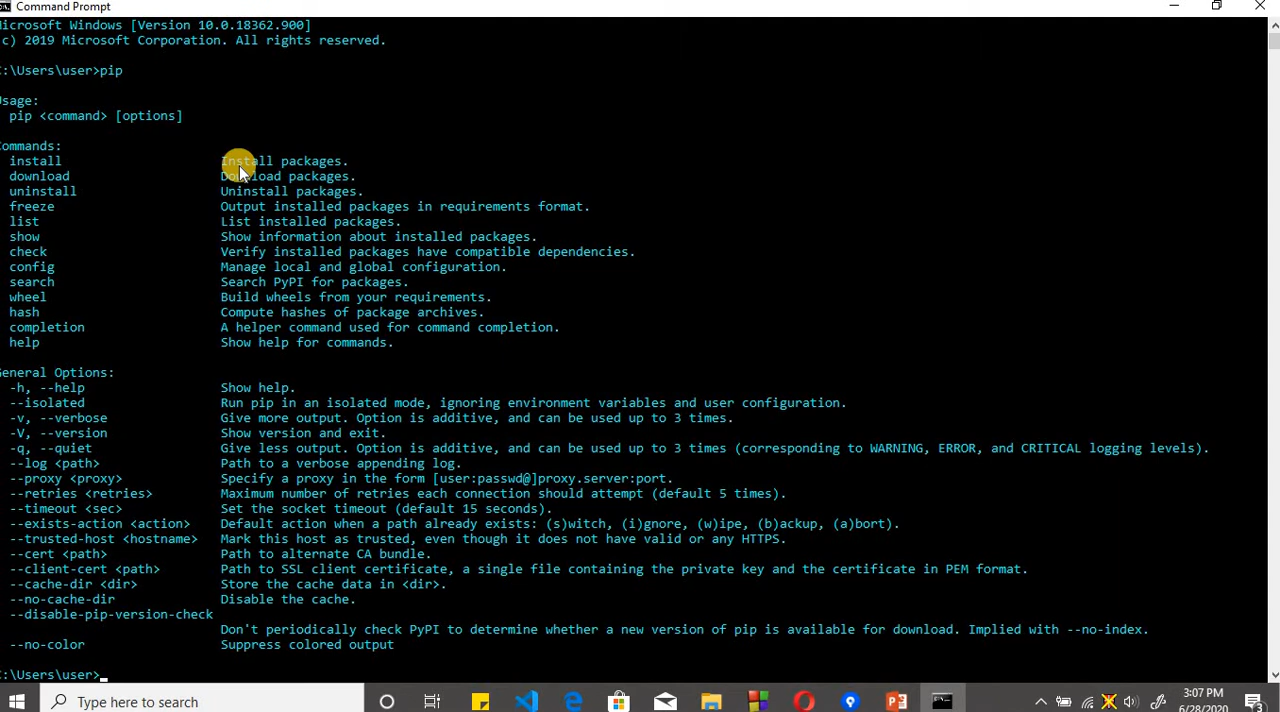 Command Prompt
Microsoft Windows [Version 10.0.18362.900]
c) 2019 Microsoft Corporation. All rights reserved.
C:\Users\user>pip
Usage:
pip <command> [options]
Commands:
install Install packages.
download Download packages.
uninstall Uninstall packages.
freeze Output installed packages in requirements format.
list List installed packages.
show Show information about installed packages.
check Verify installed packages have compatible dependencies.
config Manage local and global configuration.
search Search PyPI for packages.
wheel Build wheels from your requirements.
hash Compute hashes of package archives.
completion A helper command used for command completion.
help Show help for commands.
General Options:
-h, --help Show help.
--isolated Run pip in an isolated mode, ignoring environment variables and user configuration.
-v, --verbose Give more output. Option is additive, and can be used up to 3 times.
-V, --version Show version and exit.
-q, --quiet Give less output. Option is additive, and can be used up to 3 times (corresponding to WARNING, ERROR, and CRITICAL logging levels).
--log <path> Path to a verbose appending log.
--proxy <proxy> Specify a proxy in the form [user:passwd@]proxy.server:port.
--retries <retries> Maximum number of retries each connection should attempt (default 5 times).
--timeout <sec> Set the socket timeout (default 15 seconds).
--exists-action <action> Default action when a path already exists: (s)witch, (i)gnore, (w)ipe, (b)ackup, (a)bort).
--trusted-host <hostname> Mark this host as trusted, even though it does not have valid or any HTTPS.
--cert <path> Path to alternate CA bundle.
--client-cert <path> Path to SSL client certificate, a single file containing the private key and the certificate in PEM format.
--cache-dir <dir> Store the cache data in <dir>.
--no-cache-dir Disable the cache.
--disable-pip-version-check
Don't periodically check PyPI to determine whether a new version of pip is available for download. Implied with --no-index.
--no-color Suppress colored output
C:\Users\user>
Type here to search
3:07 PM
6/28/2020
3